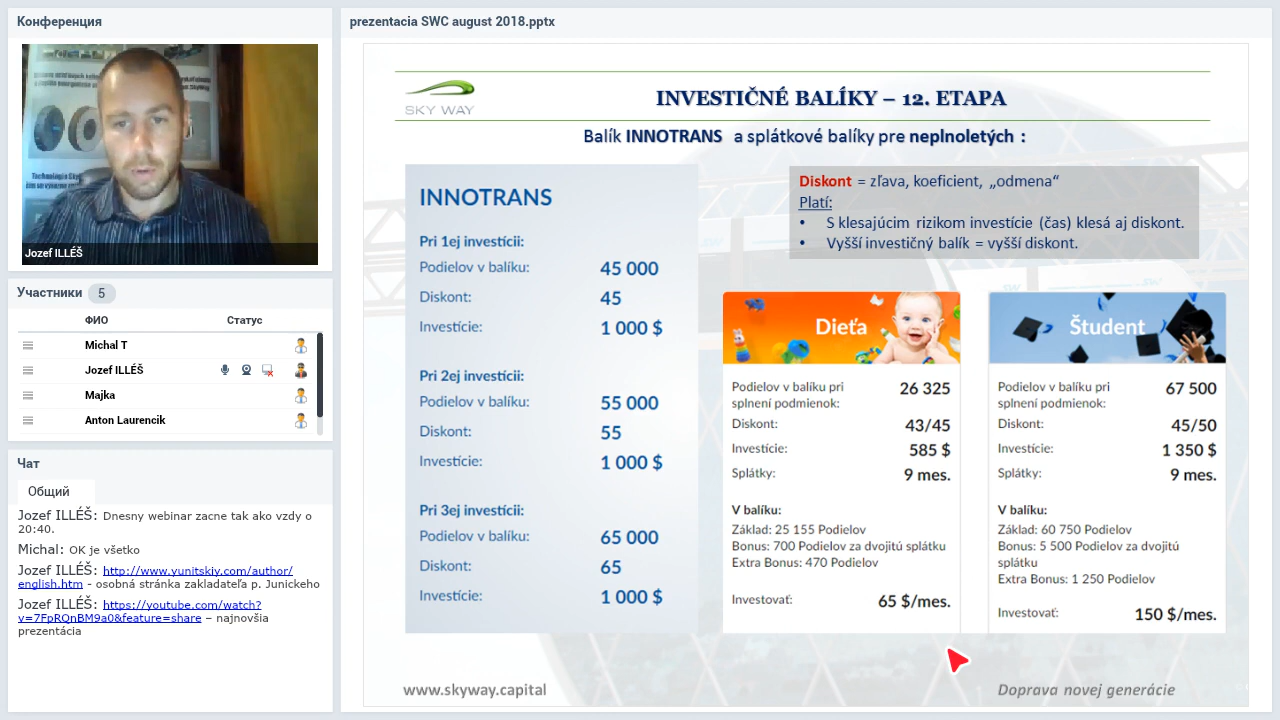 Конференция
Jozef ILLÉŠ
Участники 5
ФИО Статус
Michal T
Jozef ILLÉŠ
Majka
Anton Laurencik
Чат
Общий
Jozef ILLÉŠ: Dnesny webinar zacne tak ako vzdy o
20:40.
Michal: OK je všetko
Jozef ILLÉŠ: http://www.yunitskiy.com/author/
english.htm - osobná stránka zakladateľa p. Junickeho
Jozef ILLÉŠ: https://youtube.com/watch?
v=7FpRQnBM9a0&feature=share – najnovšia
prezentácia
prezentacia SWC august 2018.pptx
SKY WAY
INVESTIČNÉ BALÍKY – 12. ETAPA
Balík INNOTRANS a splátkové balíky pre neplnoletých :
INNOTRANS
Pri 1ej investícii:
Podielov v balíku: 45 000
Diskont: 45
Investície: 1 000 $
Pri 2ej investícii:
Podielov v balíku: 55 000
Diskont: 55
Investície: 1 000 $
Pri 3ej investícii:
Podielov v balíku: 65 000
Diskont: 65
Investície: 1 000 $
Diskont = zľava, koeficient, „odmena“
Platí:
• S klesajúcim rizikom investície (čas) klesá aj diskont.
• Vyšší investičný balík = vyšší diskont.
Dieťa
Podielov v balíku pri
splnení podmienok: 26 325
Diskont: 43/45
Investície: 585 $
Splátky: 9 mes.
V balíku:
Základ: 25 155 Podielov
Bonus: 700 Podielov za dvojitú splátku
Extra Bonus: 470 Podielov
Investovať: 65 $/mes.
Študent
Podielov v balíku pri
splnení podmienok: 67 500
Diskont: 45/50
Investície: 1 350 $
Splátky: 9 mes.
V balíku:
Základ: 60 750 Podielov
Bonus: 5 500 Podielov za dvojitú
splátku
Extra Bonus: 1 250 Podielov
Investovať: 150 $/mes.
www.skyway.capital
Doprava novej generácie